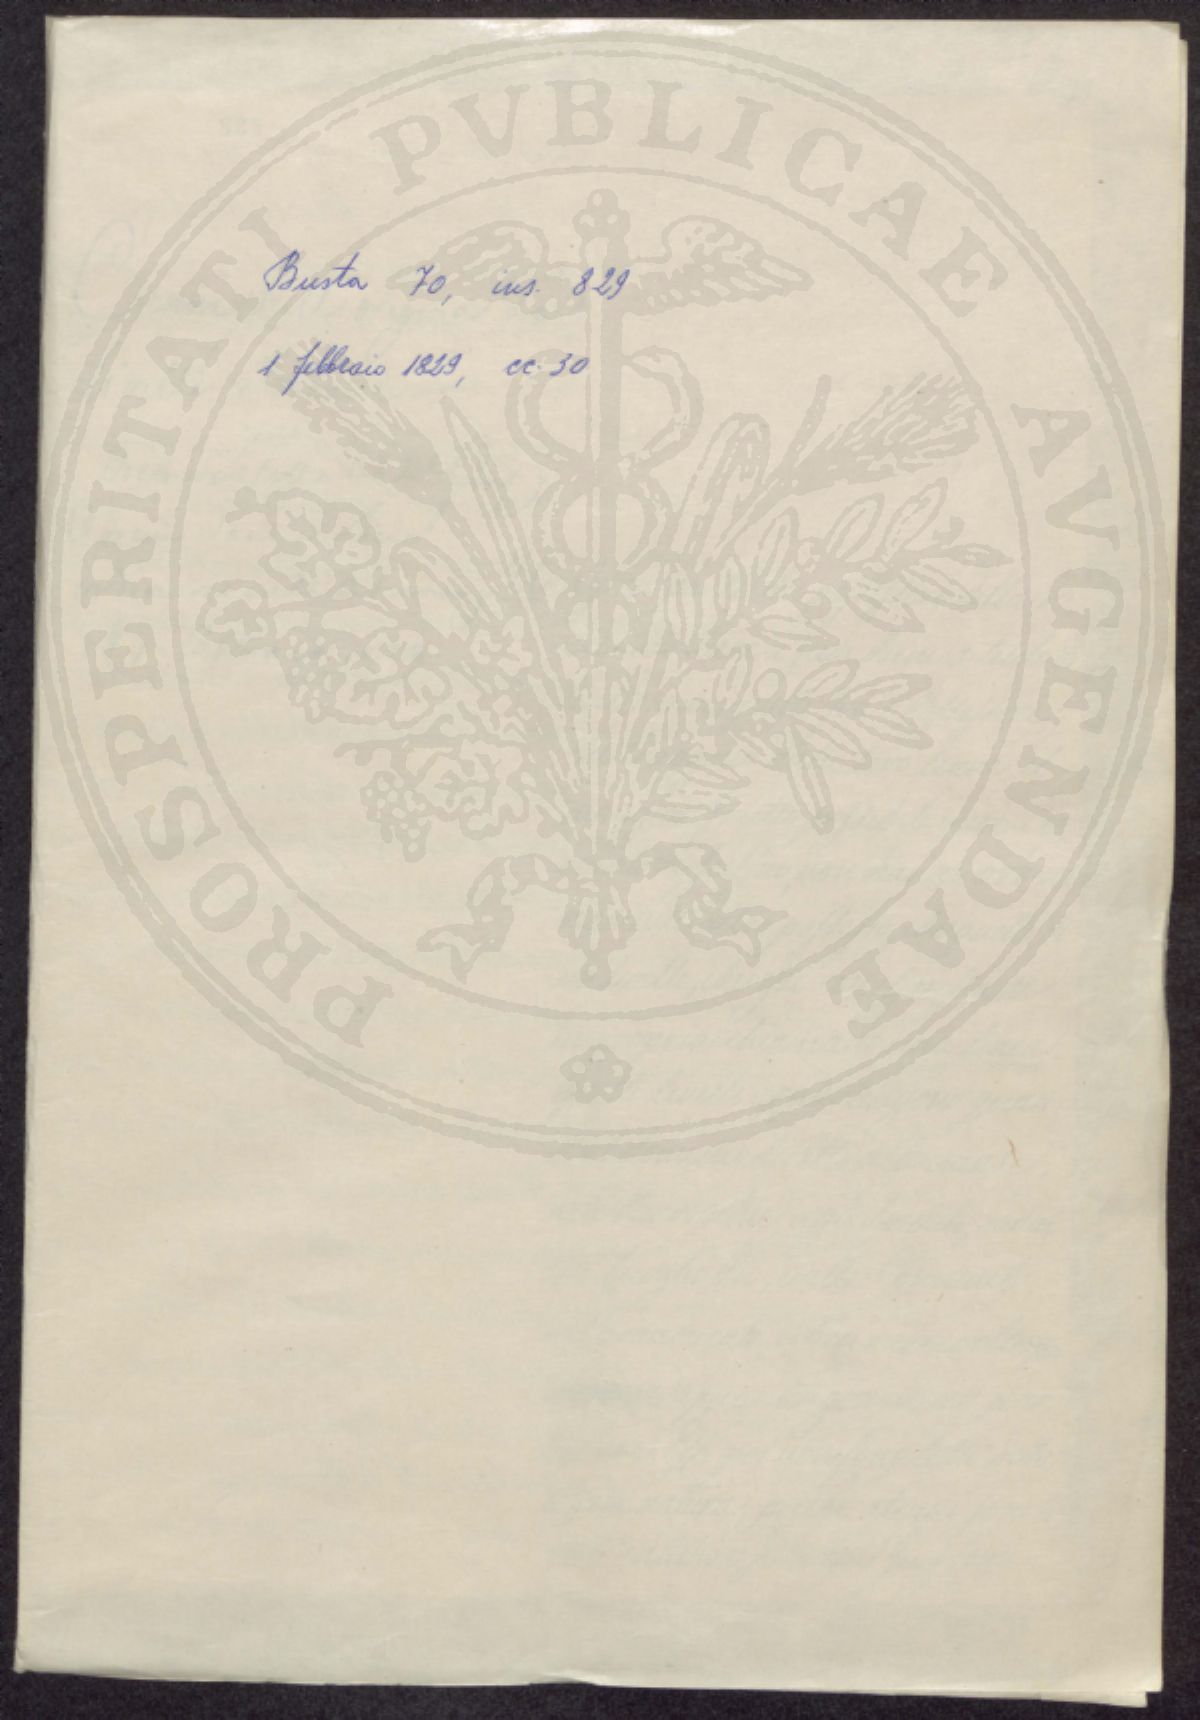 PROSPERITATI PVBLICAE AVGENDAE
Busta 70, ins. 829
1 febbraio 1829, cc. 30